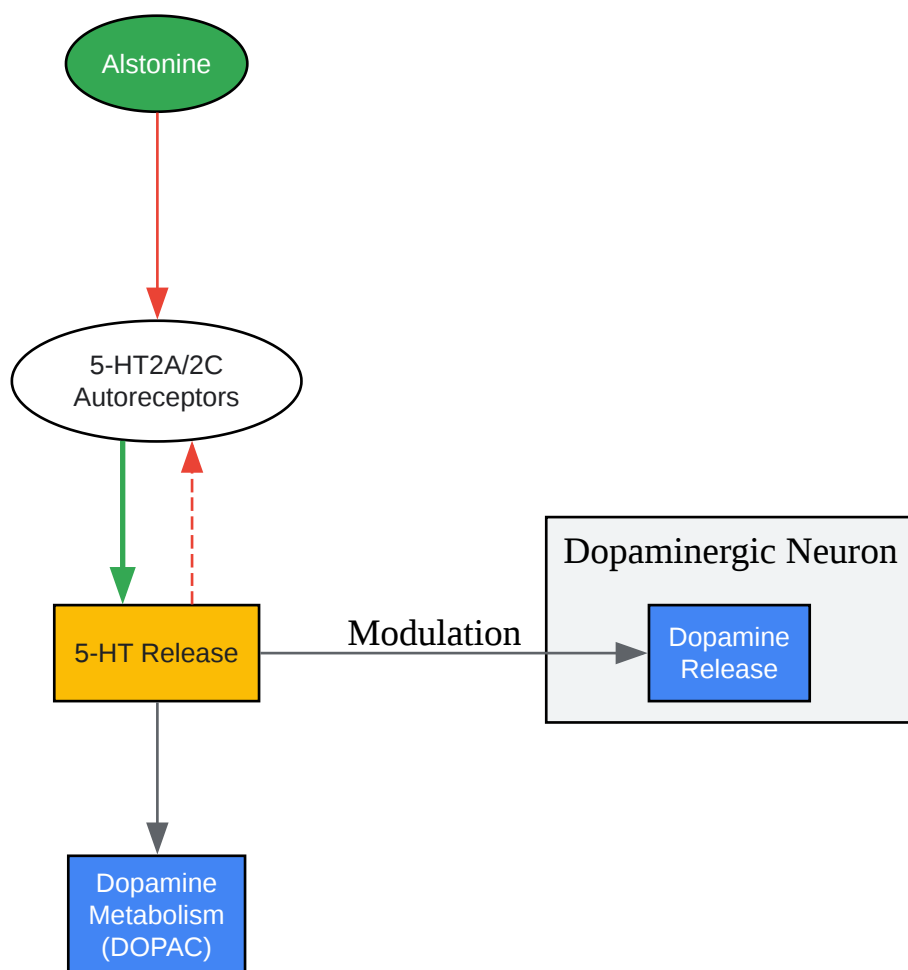 Alstonine
5-HT2A/2C
Autoreceptors
Dopaminergic Neuron
Modulation
5-HT Release
Dopamine
Release
Dopamine
Metabolism
(DOPAC)